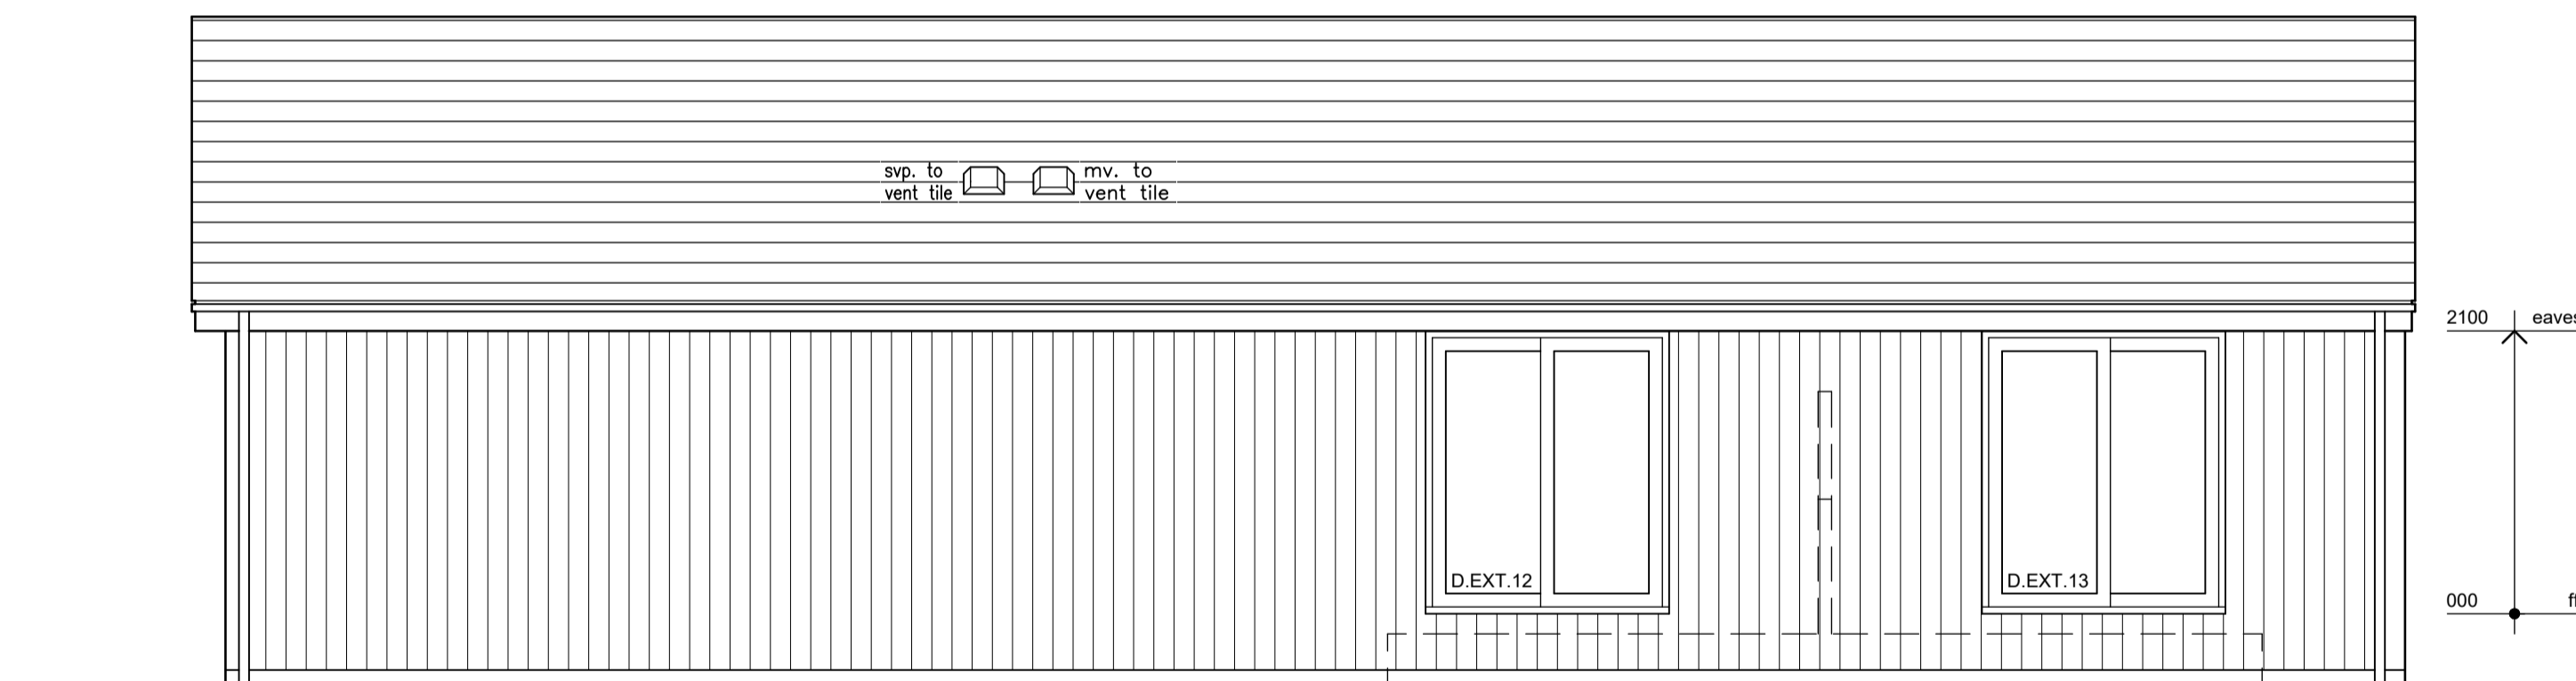 svp. to
vent tile
mv. to
vent tile
2100
eaves
D.EXT.12
D.EXT.13
000